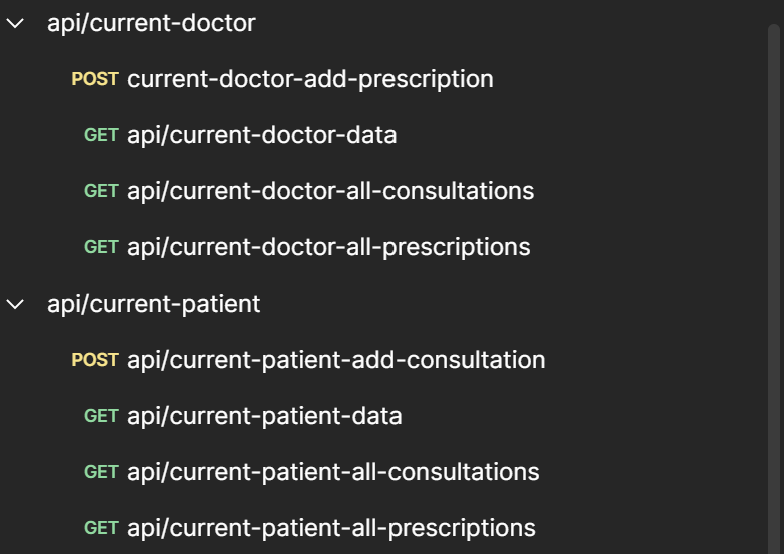 api/current-doctor
POST current-doctor-add-prescription
GET api/current-doctor-data
GET api/current-doctor-all-consultations
GET api/current-doctor-all-prescriptions
api/current-patient
POST api/current-patient-add-consultation
GET api/current-patient-data
GET api/current-patient-all-consultations
GET api/current-patient-all-prescriptions